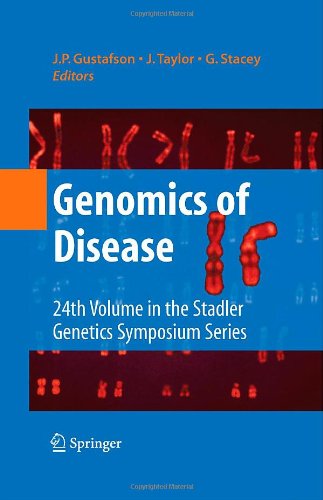 J.P. Gustafson • J. Taylor • G. Stacey
Editors
Genomics of
Disease
24th Volume in the Stadler
Genetics Symposium Series
Springer